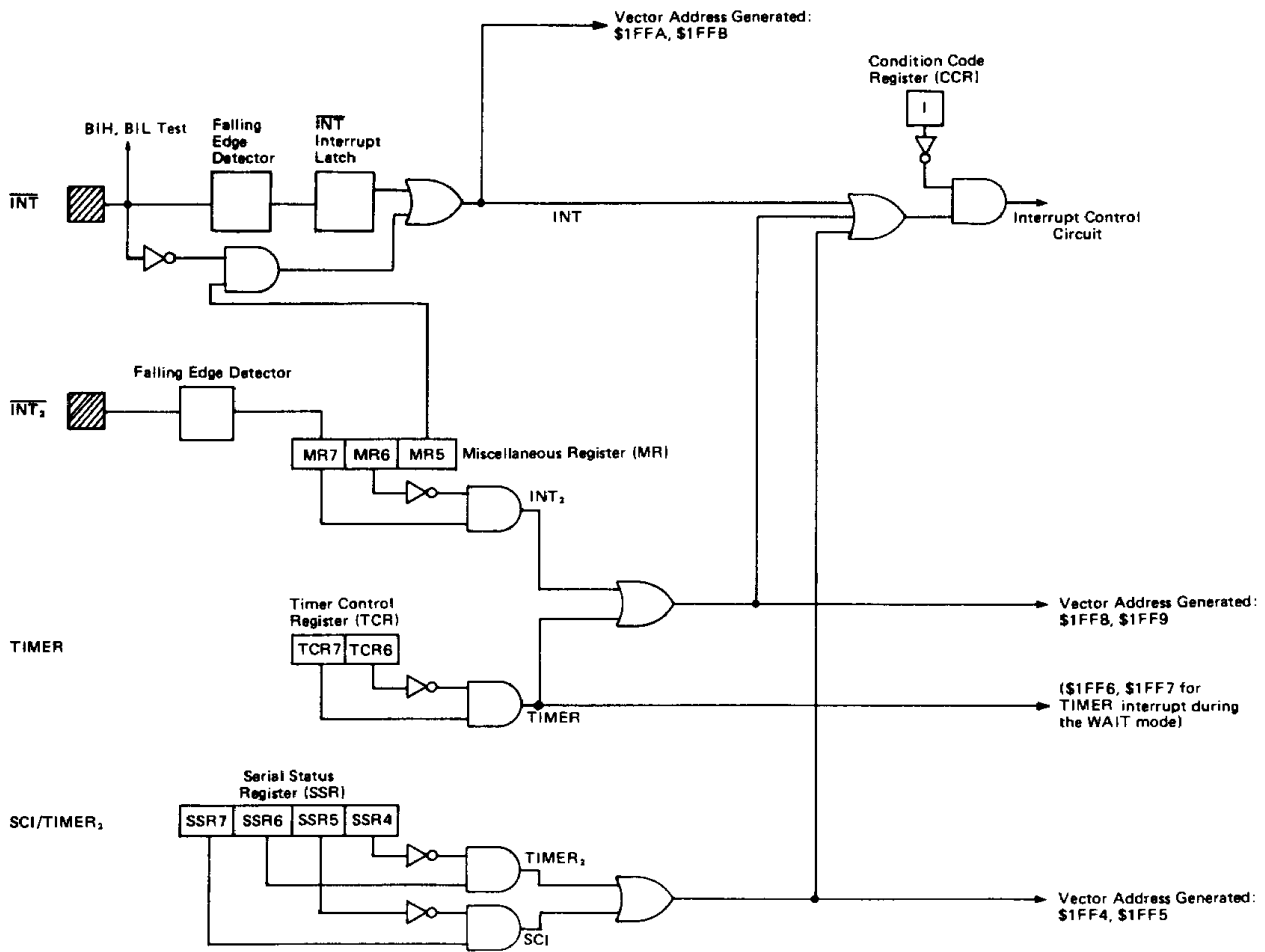 Vector Address Generated:
$1FFA, $1FFB
Condition Code
Register (CCR)
I
BIH, BIL Test
Falling
Edge
Detector
INT
Interrupt
Latch
INT
INT
Interrupt Control
Circuit
Falling Edge Detector
INT₂
MR7 MR6 MR5 Miscellaneous Register (MR)
INT₂
Timer Control
Register (TCR)
TIMER
TCR7 TCR6
TIMER
Vector Address Generated:
$1FF8, $1FF9
($1FF6, $1FF7 for
TIMER interrupt during
the WAIT mode)
Serial Status
Register (SSR)
SCI/TIMER₂
SSR7 SSR6 SSR5 SSR4
TIMER₂
SCI
Vector Address Generated:
$1FF4, $1FF5